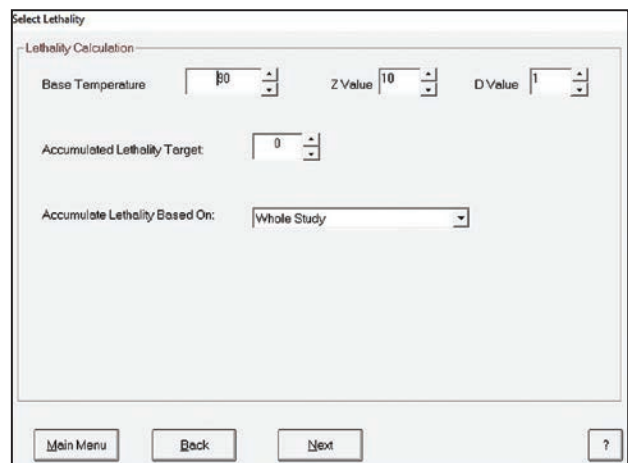 Select Lethality
Lethality Calculation
Base Temperature 90 Z Value 10 D Value 1
Accumulated Lethality Target: 0
Accumulate Lethality Based On: Whole Study
Main Menu Back Next ?